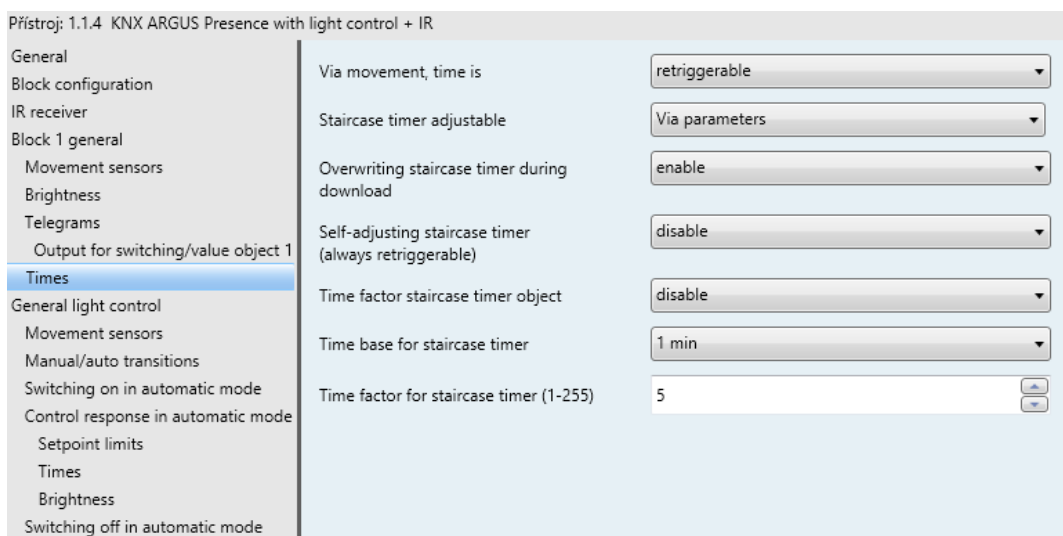 Přístroj: 1.1.4 KNX ARGUS Presence with light control + IR
General
Block configuration
IR receiver
Block 1 general
Movement sensors
Brightness
Telegrams
Output for switching/value object 1
Times
General light control
Movement sensors
Manual/auto transitions
Switching on in automatic mode
Control response in automatic mode
Setpoint limits
Times
Brightness
Switching off in automatic mode
Via movement, time is
retriggerable
Staircase timer adjustable
Via parameters
Overwriting staircase timer during
download
enable
Self-adjusting staircase timer
(always retriggerable)
disable
Time factor staircase timer object
disable
Time base for staircase timer
1 min
Time factor for staircase timer (1-255)
5